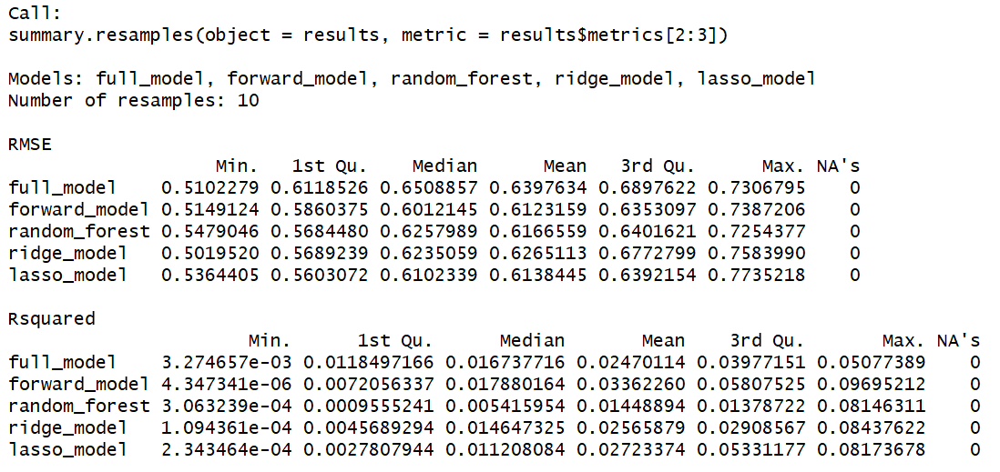 Call:
summary.resamples(object = results, metric = results$metrics[2:3])
Models: full_model, forward_model, random_forest, ridge_model, lasso_model
Number of resamples: 10
RMSE
Min. 1st Qu. Median Mean 3rd Qu. Max. NA's
full_model 0.5102279 0.6118526 0.6508857 0.6397634 0.6897622 0.7306795 0
forward_model 0.5149124 0.5860375 0.6012145 0.6123159 0.6353097 0.7387206 0
random_forest 0.5479046 0.5684480 0.6257989 0.6166559 0.6401621 0.7254377 0
ridge_model 0.5019520 0.5689239 0.6235059 0.6265113 0.6772799 0.7583990 0
lasso_model 0.5364405 0.5603072 0.6102339 0.6138445 0.6392154 0.7735218 0
Rsquared
Min. 1st Qu. Median Mean 3rd Qu. Max. NA's
full_model 3.274657e-03 0.0118497166 0.016737716 0.02470114 0.03977151 0.05077389 0
forward_model 4.347341e-06 0.0072056337 0.017880164 0.03362260 0.05807525 0.09695212 0
random_forest 3.063239e-04 0.0009555241 0.005415954 0.01448894 0.01378722 0.08146311 0
ridge_model 1.094361e-04 0.0045689294 0.014647325 0.02565879 0.02908567 0.08437622 0
lasso_model 2.343464e-04 0.0027807944 0.011208084 0.02723374 0.05331177 0.08173678 0